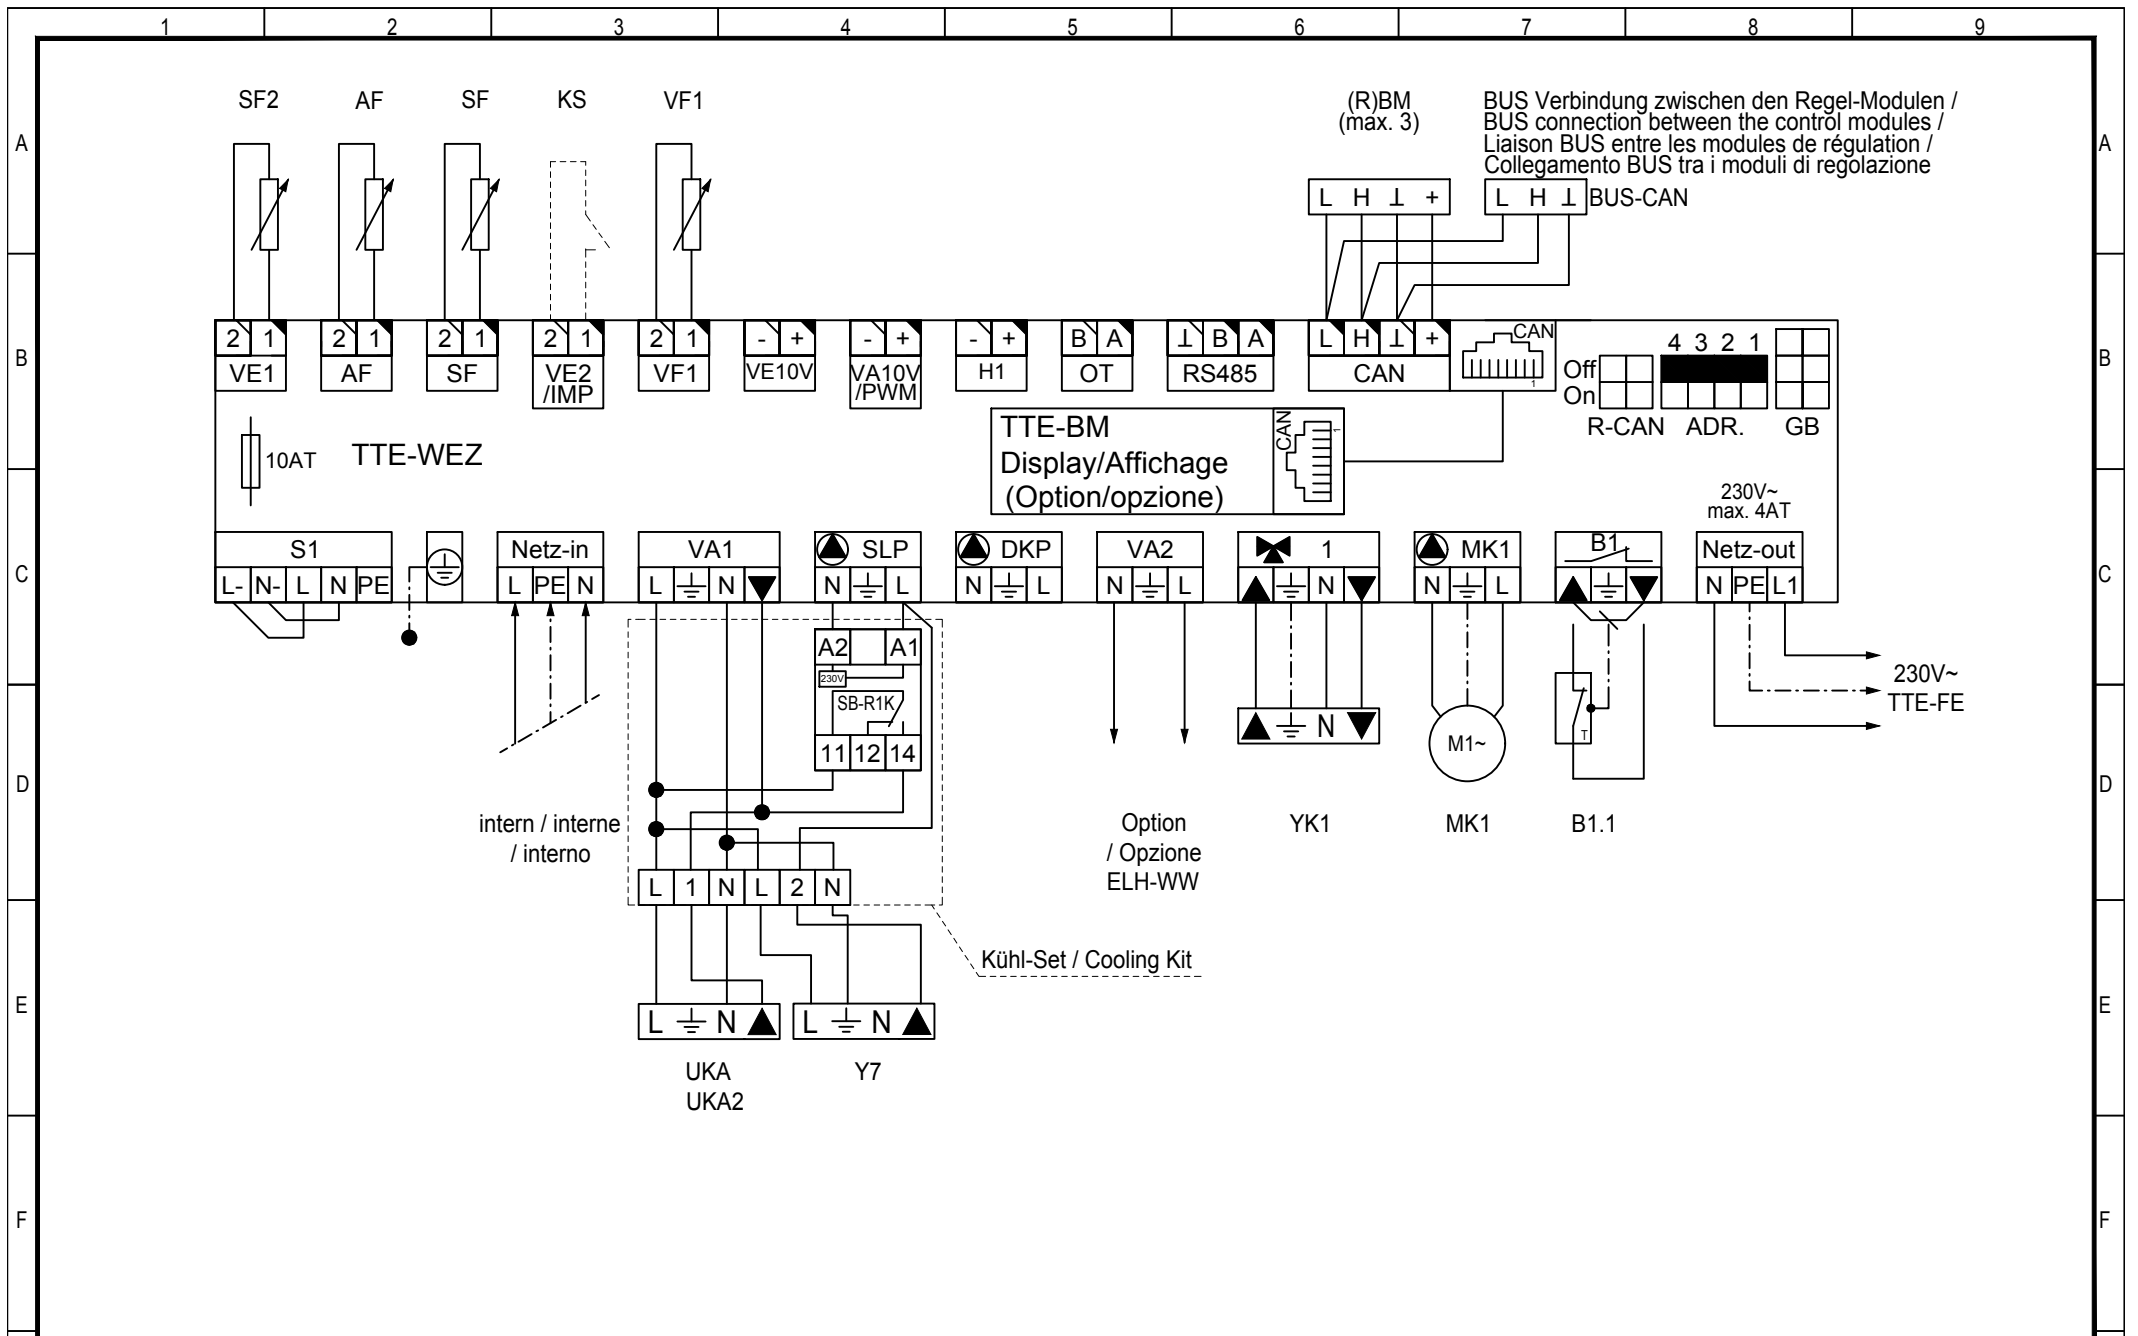 1 2 3 4 5 6 7 8 9
SF2 AF SF KS VF1
(R)BM
(max. 3)
BUS Verbindung zwischen den Regel-Modulen /
BUS connection between the control modules /
Liaison BUS entre les modules de régulation /
Collegamento BUS tra i moduli di regolazione
A A
L H ⊥ + L H ⊥ BUS-CAN
2 1 2 1 2 1 2 1 2 1 - + - + - + B A ⊥ B A L H ⊥ + CAN 1
4 3 2 1
B B
VE1 AF SF VE2 VF1 VE10V VA10V H1 OT RS485 CAN
/IMP /PWM
Off
On
R-CAN ADR. GB
10AT TTE-WEZ
TTE-BM
Display/Affichage
(Option/opzione)
CAN 1
230V~
max. 4AT
S1 Netz-in VA1 SLP DKP VA2 1 MK1 B1 Netz-out
C C
L- N- L N PE L PE N L N N L N L N L N N L N PE L1
A2 A1
230V
SB-R1K
11 12 14
230V~
TTE-FE
N
M1~
T
D D
intern / interne
/ interno
Option
/ Opzione
ELH-WW
YK1 MK1 B1.1
L 1 N L 2 N
Kühl-Set / Cooling Kit
E E
L N L N
UKA
UKA2
Y7
F F